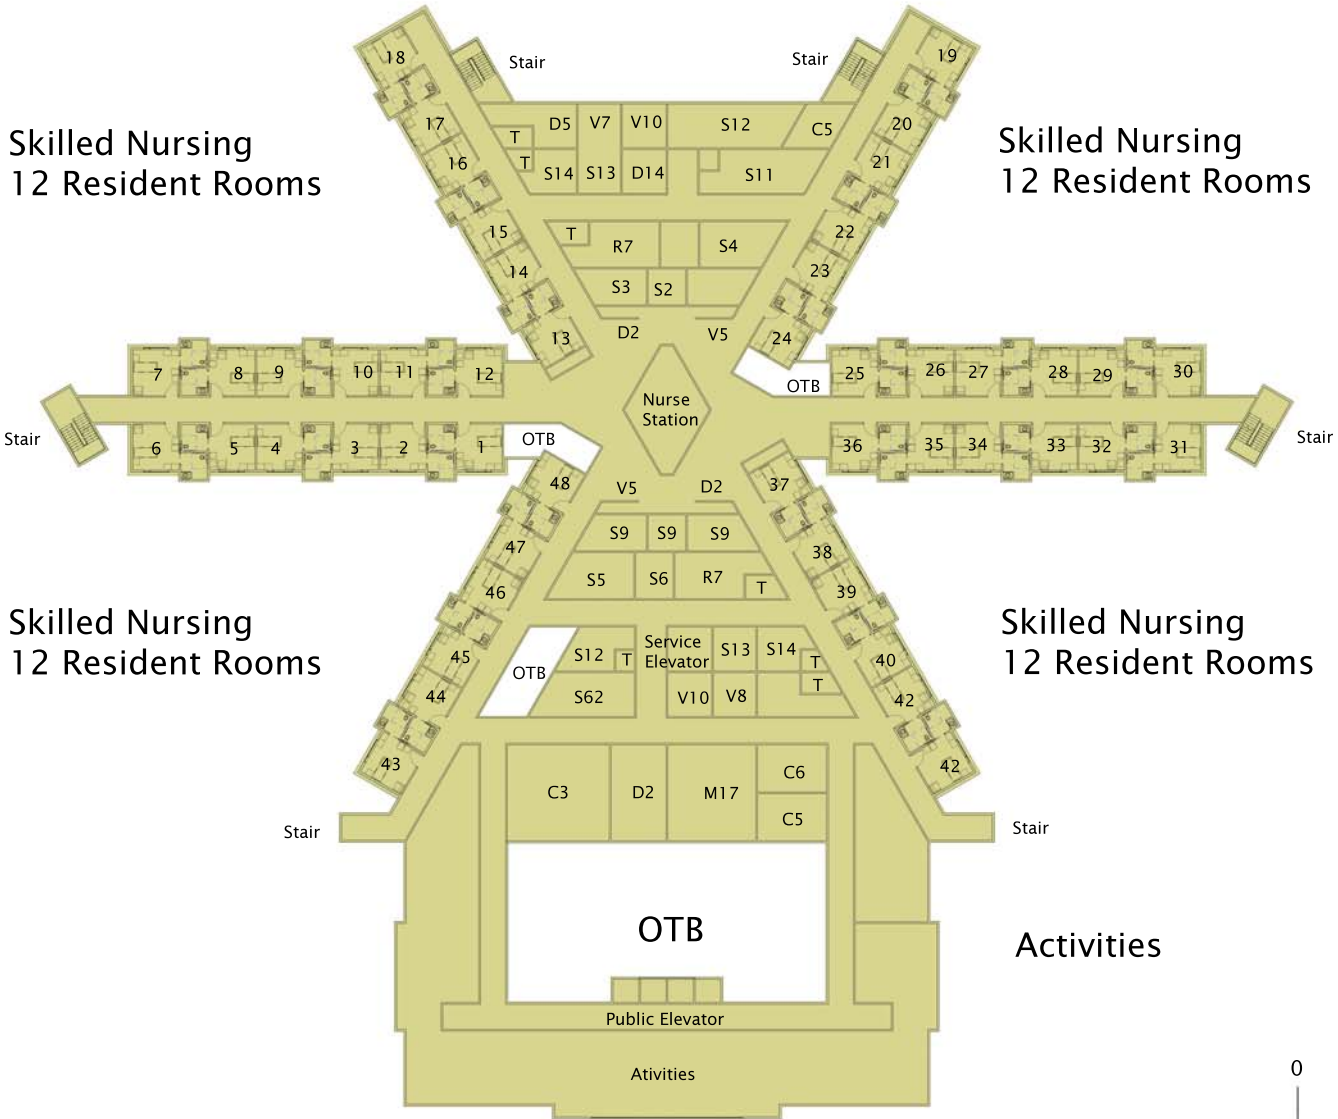 18
Stair
Stair
19
Skilled Nursing
12 Resident Rooms
17
16
T
D5
V7
V10
S12
C5
T
S14
S13
D14
S11
20
21
Skilled Nursing
12 Resident Rooms
15
14
13
T
R7
S4
S3
S2
D2
V5
22
23
24
7
8
9
10
11
12
Nurse
Station
OTB
25
26
27
28
29
30
Stair
6
5
4
3
2
1
OTB
36
35
34
33
32
31
Stair
48
V5
D2
37
47
46
S9
S9
S9
38
39
S5
S6
R7
T
Skilled Nursing
12 Resident Rooms
45
44
43
OTB
S12
T
Service
Elevator
S13
S14
T
T
S62
V10
V8
40
42
42
Skilled Nursing
12 Resident Rooms
C3
D2
M17
C6
C5
Stair
Stair
OTB
Activities
Public Elevator
Ativities
0